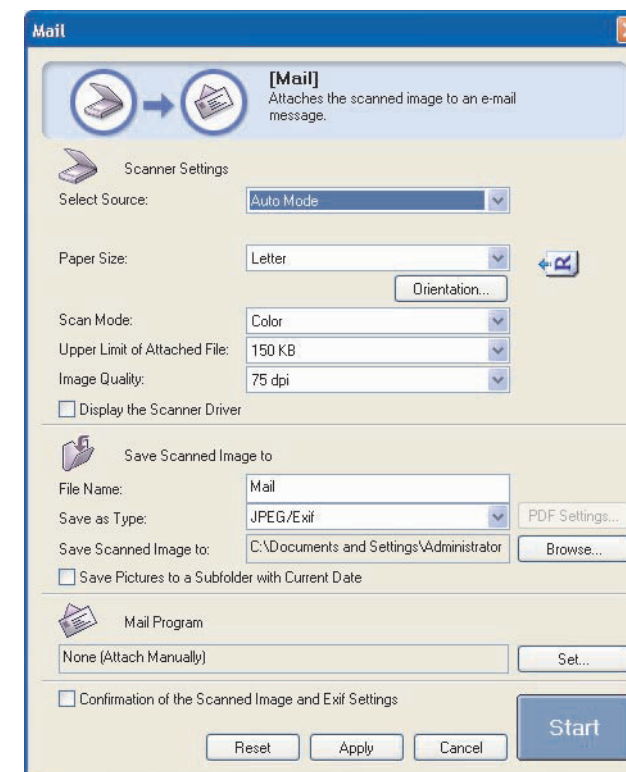 Mail
[Mail]
Attaches the scanned image to an e-mail
message.
Scanner Settings
Select Source: Auto Mode
Paper Size: Letter
R
Orientation...
Scan Mode: Color
Upper Limit of Attached File: 150 KB
Image Quality: 75 dpi
Display the Scanner Driver
Save Scanned Image to
File Name: Mail
Save as Type: JPEG/Exif PDF Settings...
Save Scanned Image to: C:\Documents and Settings\Administrator Browse...
Save Pictures to a Subfolder with Current Date
Mail Program
None (Attach Manually) Set...
Confirmation of the Scanned Image and Exif Settings
Start
Reset Apply Cancel